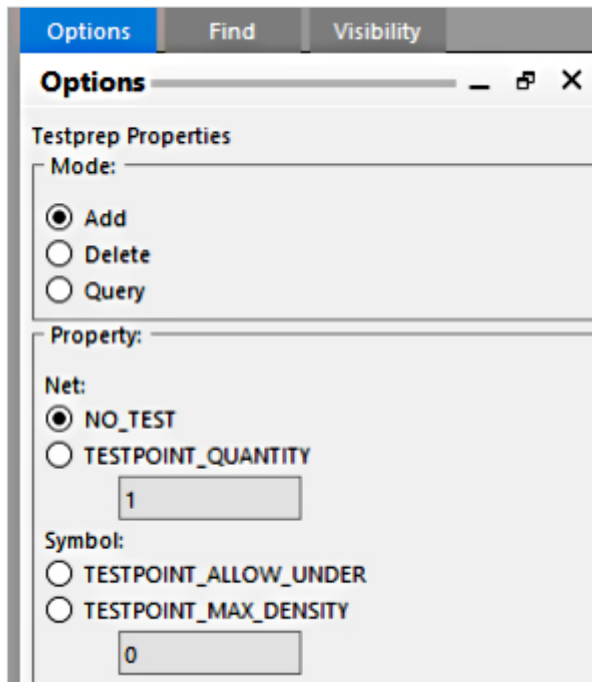 Options Find Visibility
Options
Testprep Properties
Mode:
Add
Delete
Query
Property:
Net:
NO_TEST
TESTPOINT_QUANTITY
1
Symbol:
TESTPOINT_ALLOW_UNDER
TESTPOINT_MAX_DENSITY
0